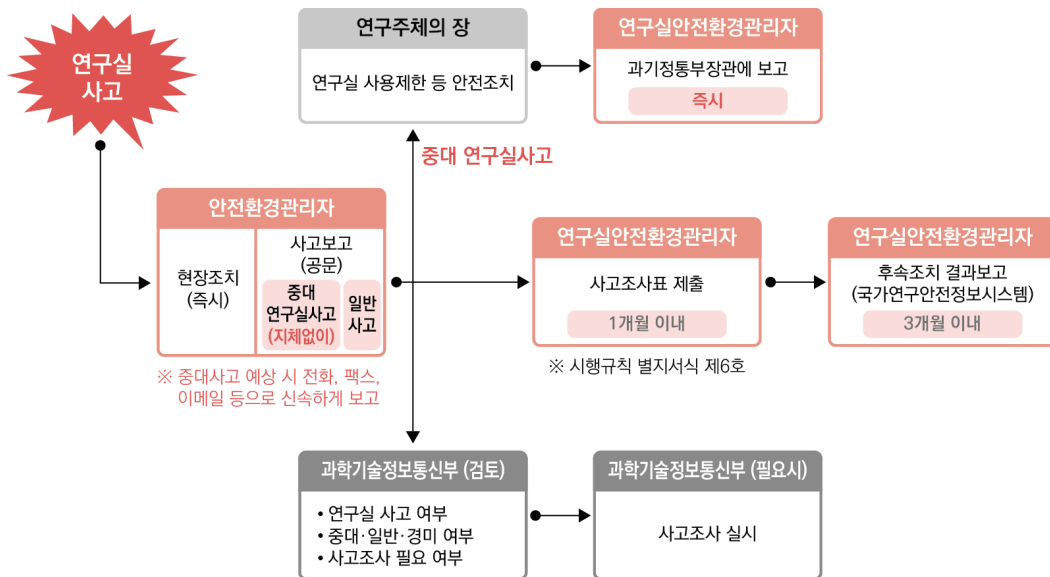 연구실
사고
연구주체의 장
연구실 사용제한 등 안전조치
연구실안전환경관리자
과기정통부장관에 보고
즉시
중대 연구실사고
안전환경관리자
현장조치
(즉시)
사고보고
(공문)
중대
연구실사고
(지체없이)
일반
사고
※ 중대사고 예상 시 전화, 팩스,
이메일 등으로 신속하게 보고
연구실안전환경관리자
사고조사표 제출
1개월 이내
※ 시행규칙 별지서식 제6호
연구실안전환경관리자
후속조치 결과보고
(국가연구안전정보시스템)
3개월 이내
과학기술정보통신부 (검토)
• 연구실 사고 여부
• 중대·일반·경미 여부
• 사고조사 필요 여부
과학기술정보통신부 (필요시)
사고조사 실시